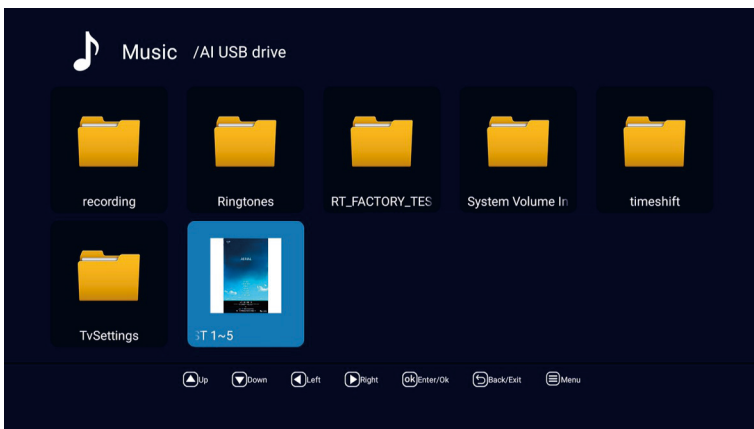 Music /AI USB drive
recording Ringtones RT_FACTORY_TES System Volume In timeshift
TvSettings ST 1~5
Up Down Left Right ok Enter/Ok Back/Exit Menu